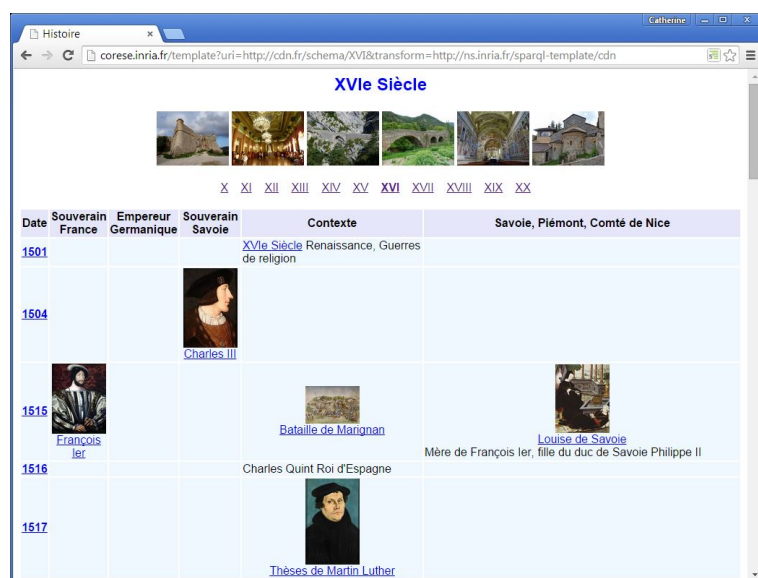 Catherine
Histoire
corese.inria.fr/template?uri=http://cdn.fr/schema/XVI&transform=http://ns.inria.fr/sparql-template/cdn
XVIe Siècle
X XI XII XIII XIV XV XVI XVII XVIII XIX XX
Date Souverain France Empereur Germanique Souverain Savoie Contexte Savoie, Piémont, Comté de Nice
1501 XVIe Siècle Renaissance, Guerres
de religion
1504
Charles III
1515
François
Ier
Bataille de Marignan
Louise de Savoie
Mère de François Ier, fille du duc de Savoie Philippe II
1516 Charles Quint Roi d'Espagne
1517
Thèses de Martin Luther